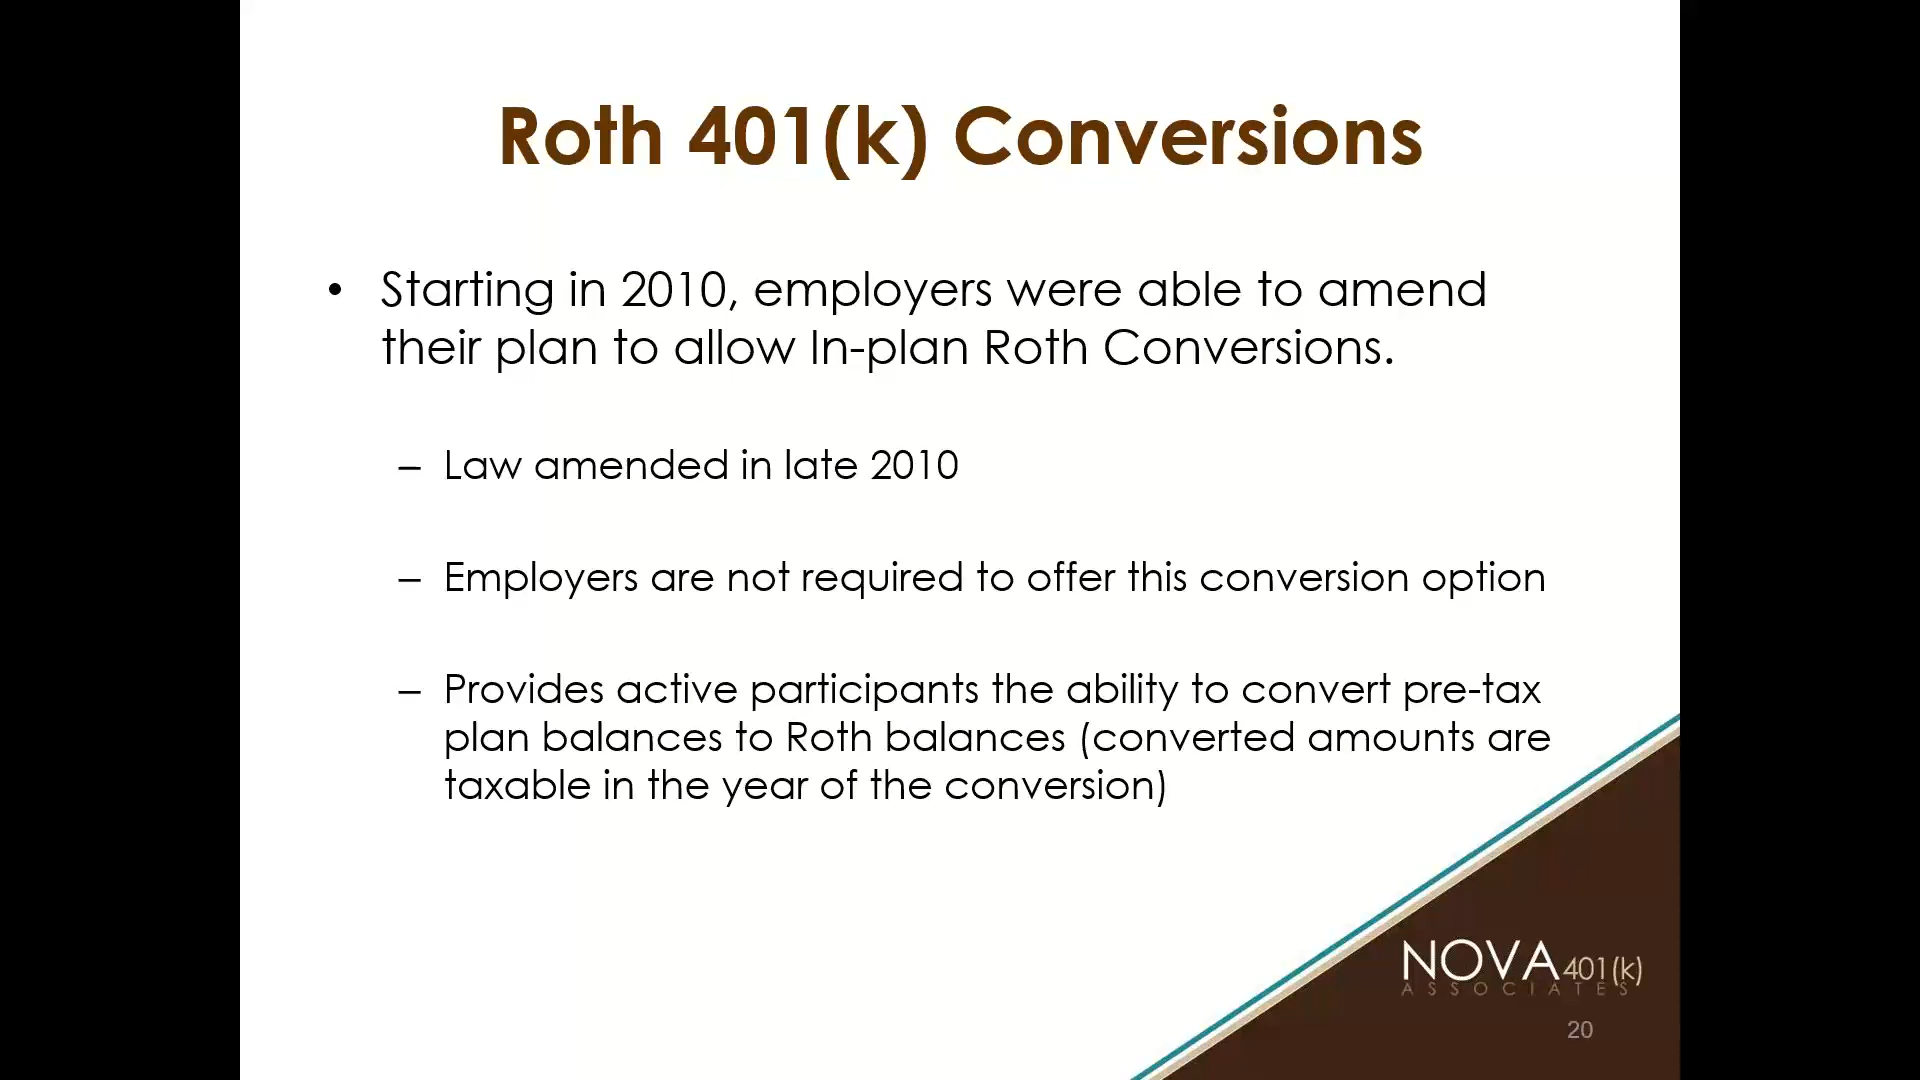 Roth 401(k) Conversions
• Starting in 2010, employers were able to amend
their plan to allow In-plan Roth Conversions.
– Law amended in late 2010
– Employers are not required to offer this conversion option
– Provides active participants the ability to convert pre-tax
plan balances to Roth balances (converted amounts are
taxable in the year of the conversion)
NOVA 401(k)
ASSOCIATES
20